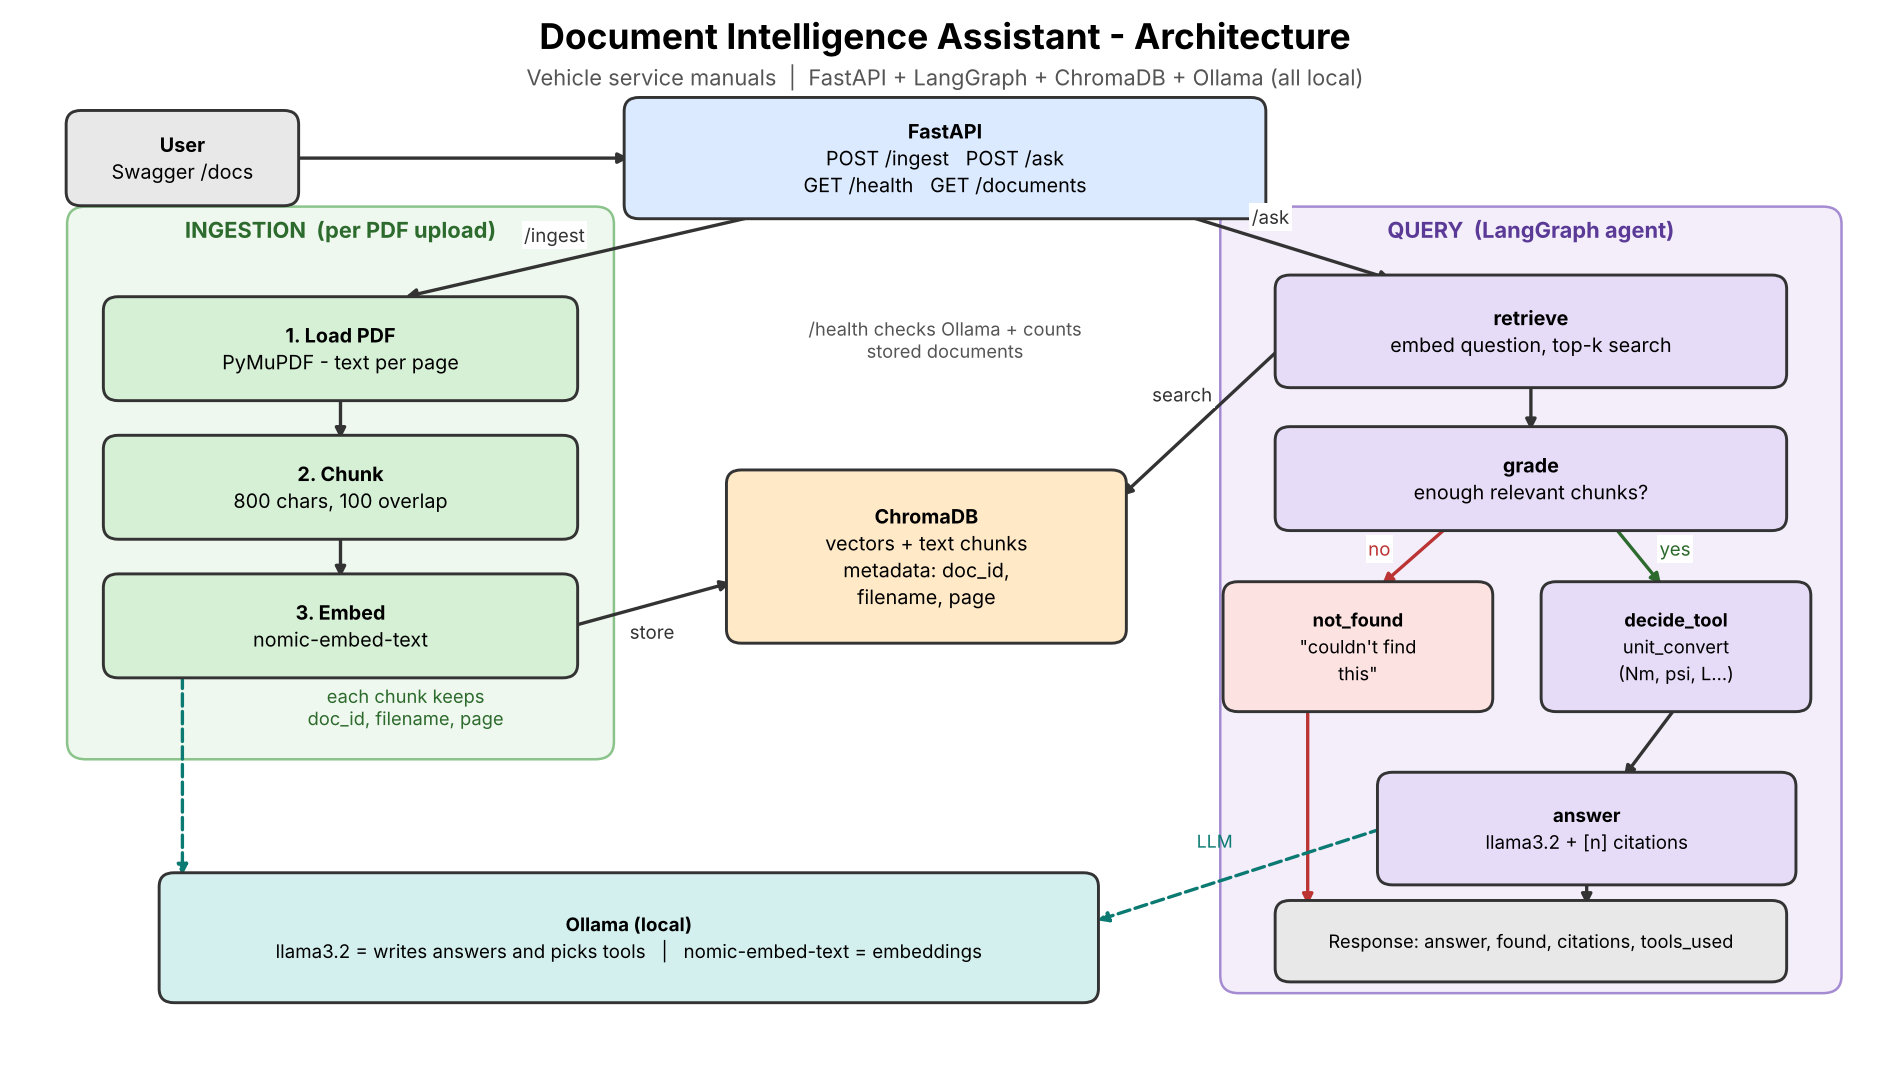 Document Intelligence Assistant - Architecture
Vehicle service manuals | FastAPI + LangGraph + ChromaDB + Ollama (all local)
User
Swagger /docs
FastAPI
POST /ingest POST /ask
GET /health GET /documents
/ingest
/ask
INGESTION (per PDF upload)
1. Load PDF
PyMuPDF - text per page
2. Chunk
800 chars, 100 overlap
3. Embed
nomic-embed-text
each chunk keeps
doc_id, filename, page
store
/health checks Ollama + counts
stored documents
search
ChromaDB
vectors + text chunks
metadata: doc_id,
filename, page
QUERY (LangGraph agent)
retrieve
embed question, top-k search
grade
enough relevant chunks?
no
yes
not_found
"couldn't find
this"
decide_tool
unit_convert
(Nm, psi, L...)
answer
llama3.2 + [n] citations
LLM
Response: answer, found, citations, tools_used
Ollama (local)
llama3.2 = writes answers and picks tools | nomic-embed-text = embeddings